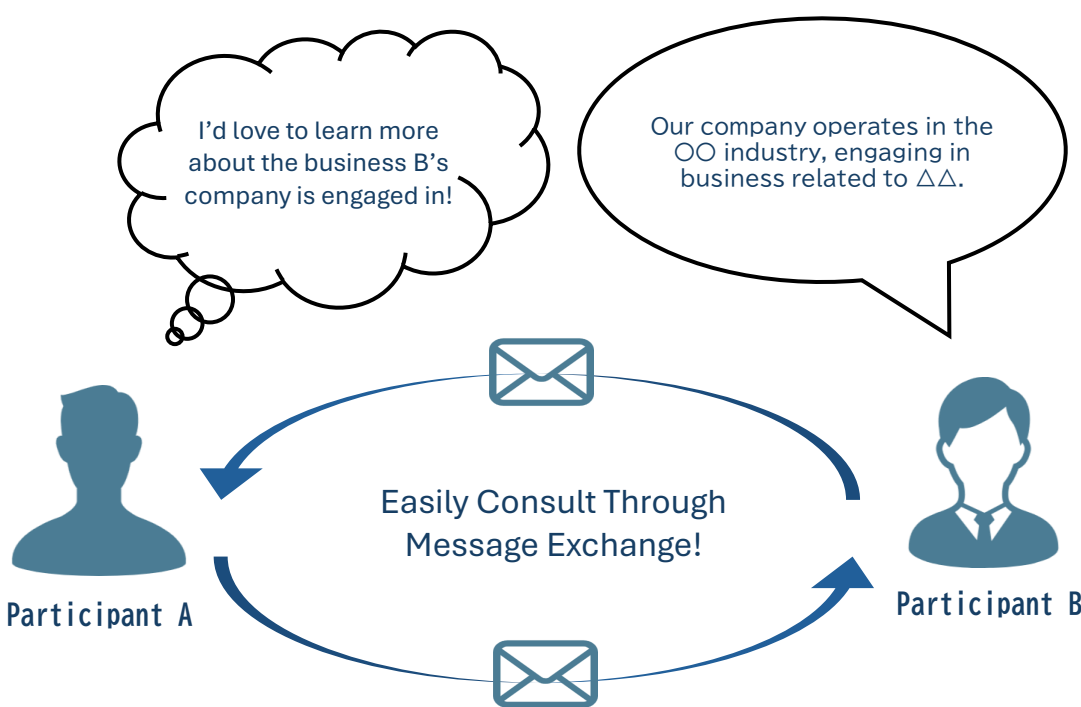 I'd love to learn more
about the business B's
company is engaged in!
Our company operates in the
○○ industry, engaging in
business related to △△.
Easily Consult Through
Message Exchange!
Participant A
Participant B